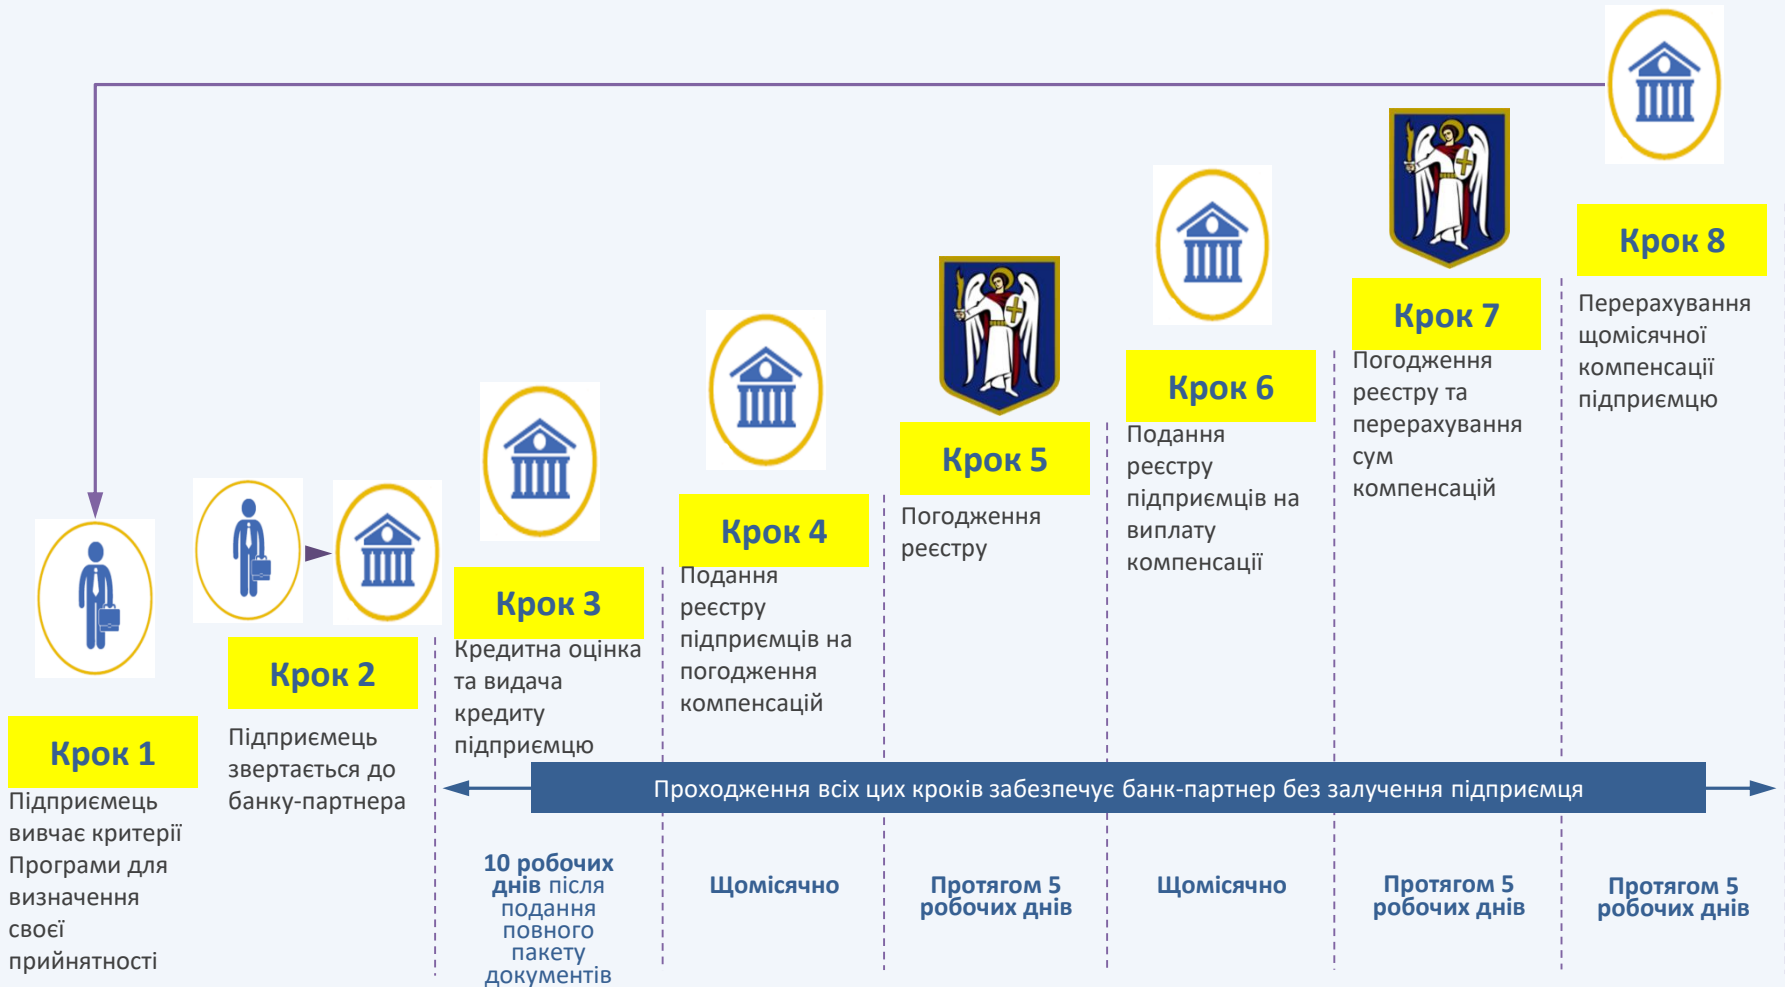 Крок 1
Підприємець
вивчає критерії
Програми для
визначення
своєї
прийнятності
Крок 2
Підприємець
звертається до
банку-партнера
Крок 3
Кредитна оцінка
та видача
кредиту
підприємцю
Крок 4
Подання
реєстру
підприємців на
погодження
компенсацій
Крок 5
Погодження
реєстру
Крок 6
Подання
реєстру
підприємців на
виплату
компенсації
Крок 7
Погодження
реєстру та
перерахування
сум
компенсацій
Крок 8
Перерахування
щомісячної
компенсації
підприємцю
Проходження всіх цих кроків забезпечує банк-партнер без залучення підприємця
10 робочих
днів після
подання
повного
пакету
документів
Щомісячно
Протягом 5
робочих днів
Щомісячно
Протягом 5
робочих днів
Протягом 5
робочих днів